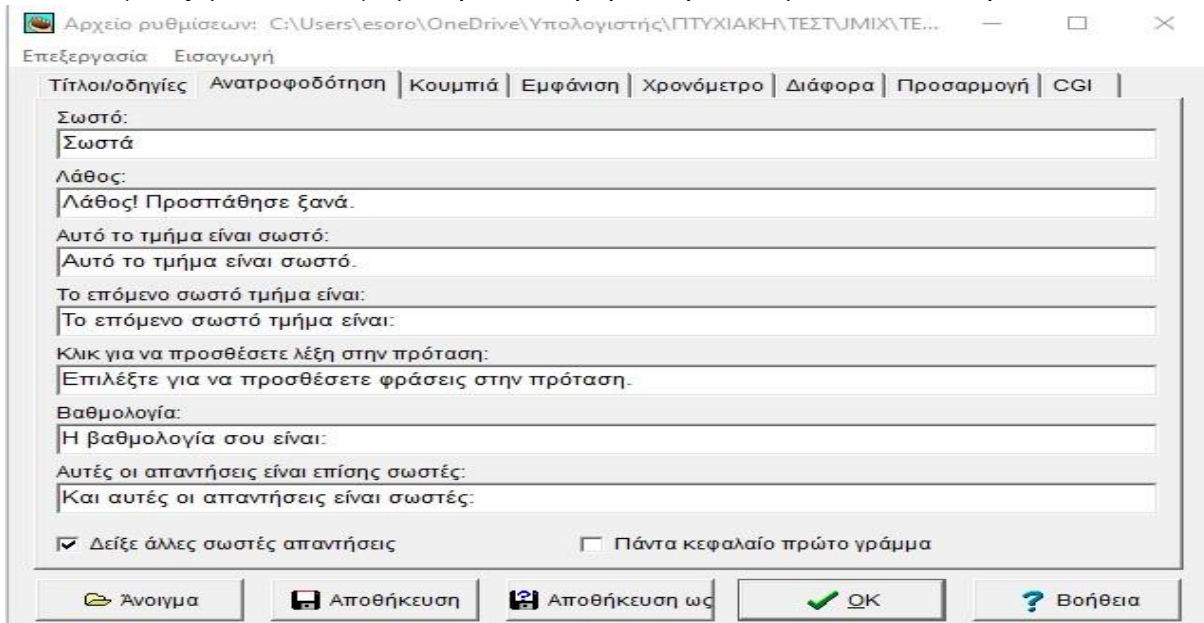 Αρχείο ρυθμίσεων: C:\Users\esoro\OneDrive\Υπολογιστής\ΠΤΥΧΙΑΚΗ\ΤΕΣΤ\JMIX\TE...
Επεξεργασία Εισαγωγή
Τίτλοι/οδηγίες Ανατροφοδότηση Κουμπιά Εμφάνιση Χρονόμετρο Διάφορα Προσαρμογή CGI
Σωστό:
Σωστά
Λάθος:
Λάθος! Προσπάθησε ξανά.
Αυτό το τμήμα είναι σωστό:
Αυτό το τμήμα είναι σωστό.
Το επόμενο σωστό τμήμα είναι:
Το επόμενο σωστό τμήμα είναι:
Κλικ για να προσθέσετε λέξη στην πρόταση:
Επιλέξτε για να προσθέσετε φράσεις στην πρόταση.
Βαθμολογία:
Η βαθμολογία σου είναι:
Αυτές οι απαντήσεις είναι επίσης σωστές:
Και αυτές οι απαντήσεις είναι σωστές:
Δείξε άλλες σωστές απαντήσεις Πάντα κεφαλαίο πρώτο γράμμα
Άνοιγμα Αποθήκευση Αποθήκευση ως OK Βοήθεια